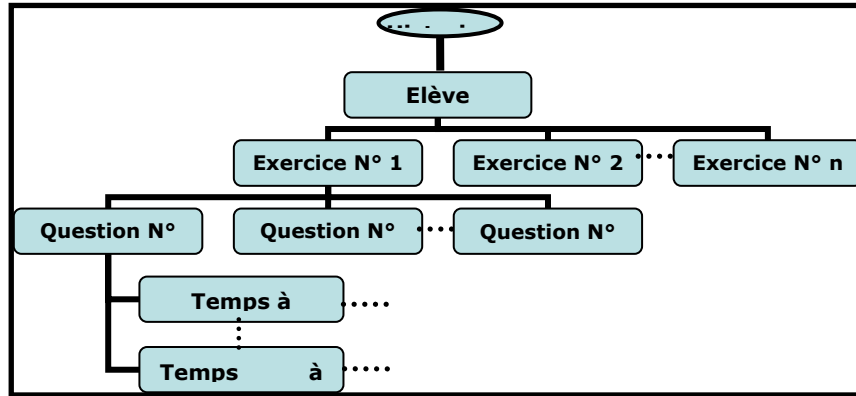 Elève
Exercice N° 1 Exercice N° 2 Exercice N° n
Question N° Question N° Question N°
Temps à
Temps à